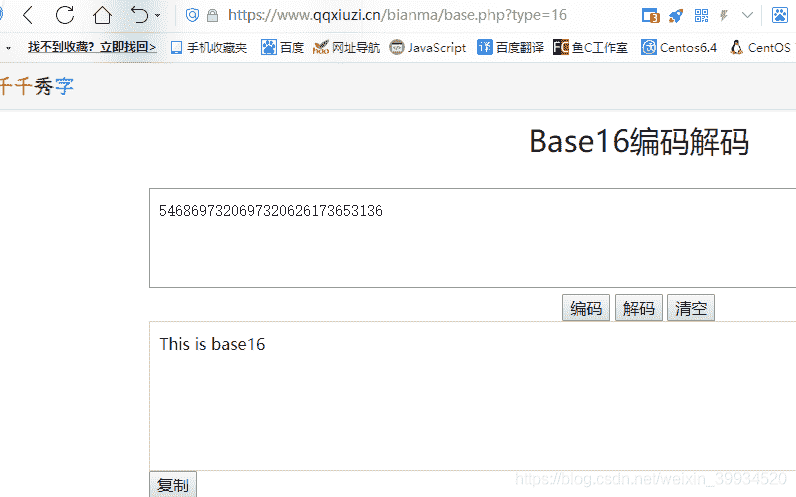 https://www.qqxiuzi.cn/bianma/base.php?type=16
找不到收藏？立即找回> 手机收藏夹 百度 网址导航 JavaScript 译 百度翻译 FC 鱼C工作室 Centos6.4 CentOS
千千秀字
Base16编码解码
5468697320697320626173653136
编码 解码 清空
This is base16
复制
https://blog.csdn.net/weixin_39934520